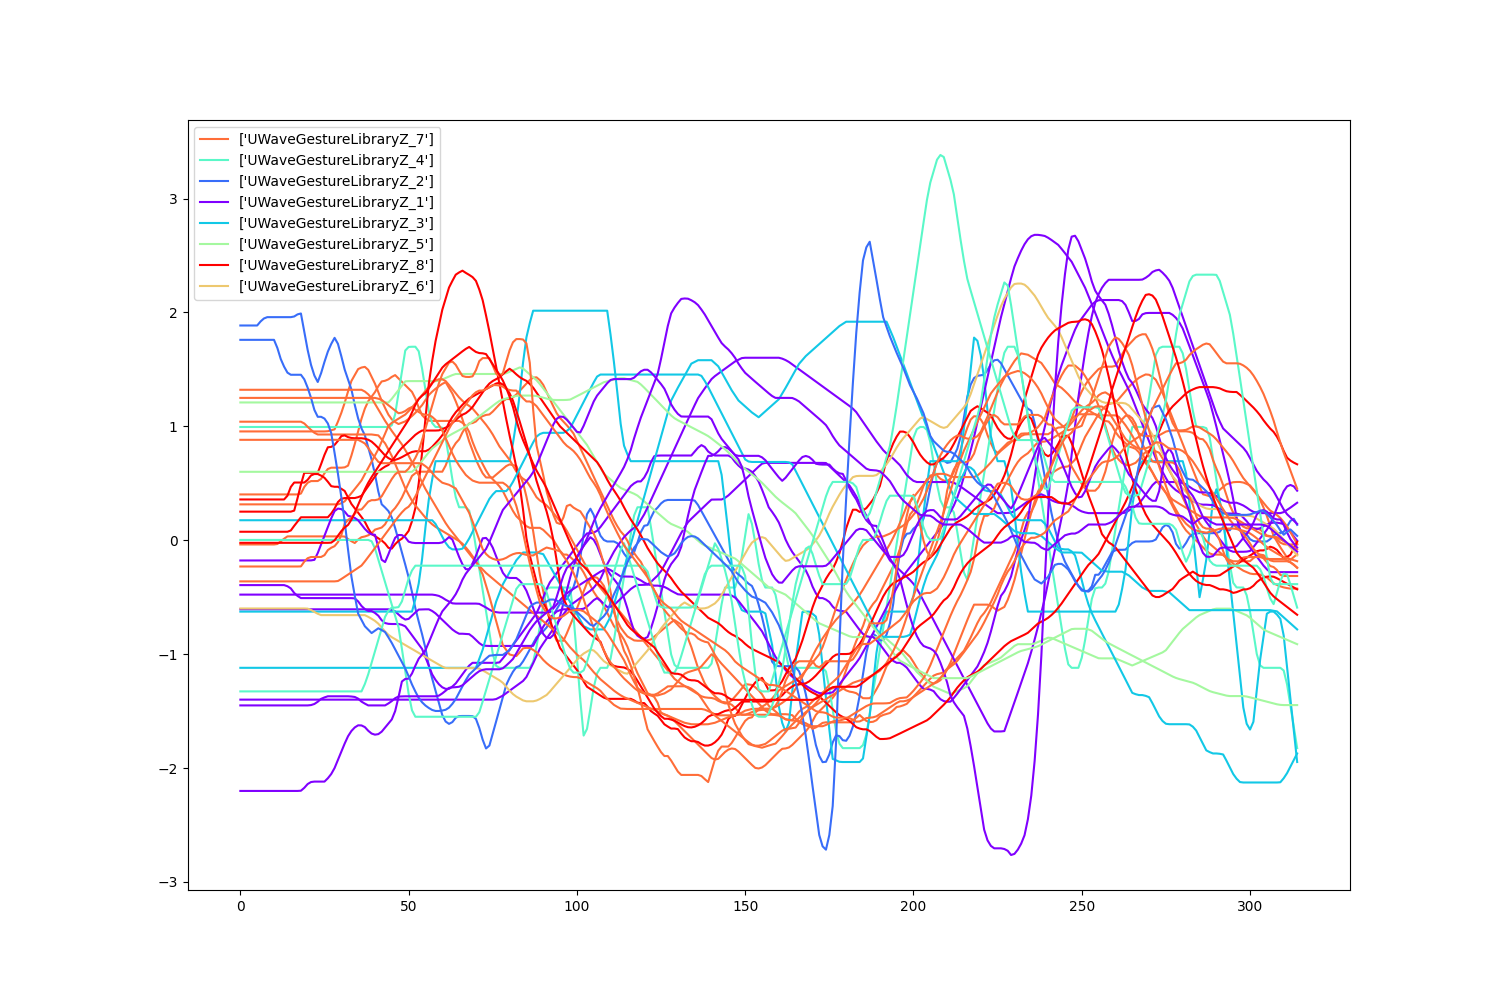 ['UWaveGestureLibraryZ_7']
['UWaveGestureLibraryZ_4']
['UWaveGestureLibraryZ_2']
['UWaveGestureLibraryZ_1']
['UWaveGestureLibraryZ_3']
['UWaveGestureLibraryZ_5']
['UWaveGestureLibraryZ_8']
['UWaveGestureLibraryZ_6']
3
2
1
0
−1
−2
−3
0 50 100 150 200 250 300